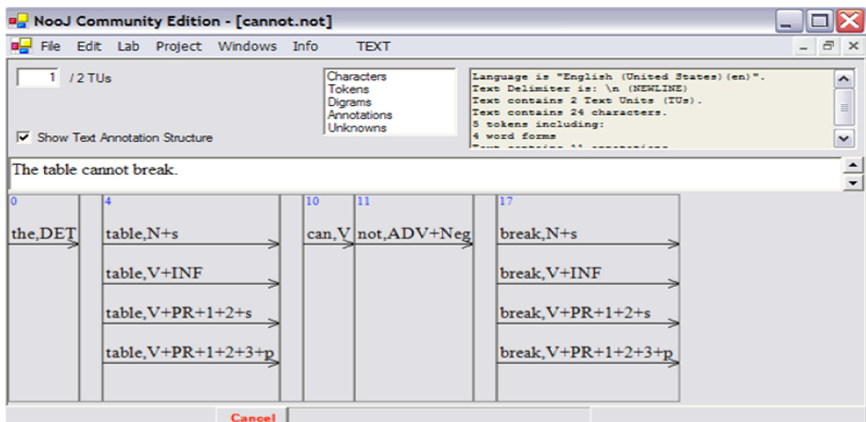 NooJ Community Edition - [cannot.not]
File Edit Lab Project Windows Info TEXT
1 / 2 TUs
Show Text Annotation Structure
Characters
Tokens
Digrams
Annotations
Unknowns
Language is "English (United States)(en)".
Text Delimiter is: \n (NEWLINE)
Text contains 2 Text Units (TUs).
Text contains 24 characters.
5 tokens including:
4 word forms
Text contains 11 annotations
The table cannot break.
0 4 10 11 17
the,DET table,N+s can,V not,ADV+Neg break,N+s
table,V+INF break,V+INF
table,V+PR+1+2+s break,V+PR+1+2+s
table,V+PR+1+2+3+p break,V+PR+1+2+3+p
Cancel